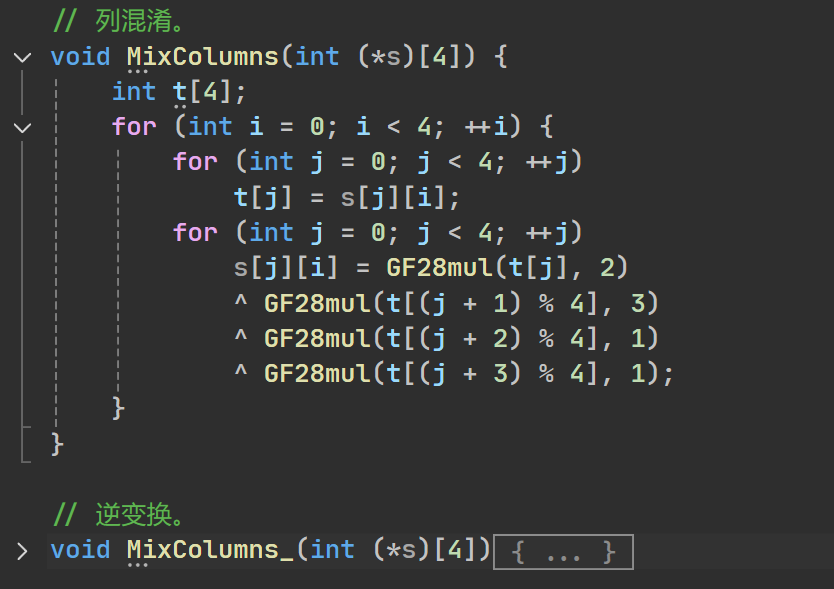 // 列混淆。
void MixColumns(int (*s)[4]) {
    int t[4];
    for (int i = 0; i < 4; ++i) {
        for (int j = 0; j < 4; ++j)
            t[j] = s[j][i];
        for (int j = 0; j < 4; ++j)
            s[j][i] = GF28mul(t[j], 2)
            ^ GF28mul(t[(j + 1) % 4], 3)
            ^ GF28mul(t[(j + 2) % 4], 1)
            ^ GF28mul(t[(j + 3) % 4], 1);
    }
}
// 逆变换。
void MixColumns_(int (*s)[4]) { ... }